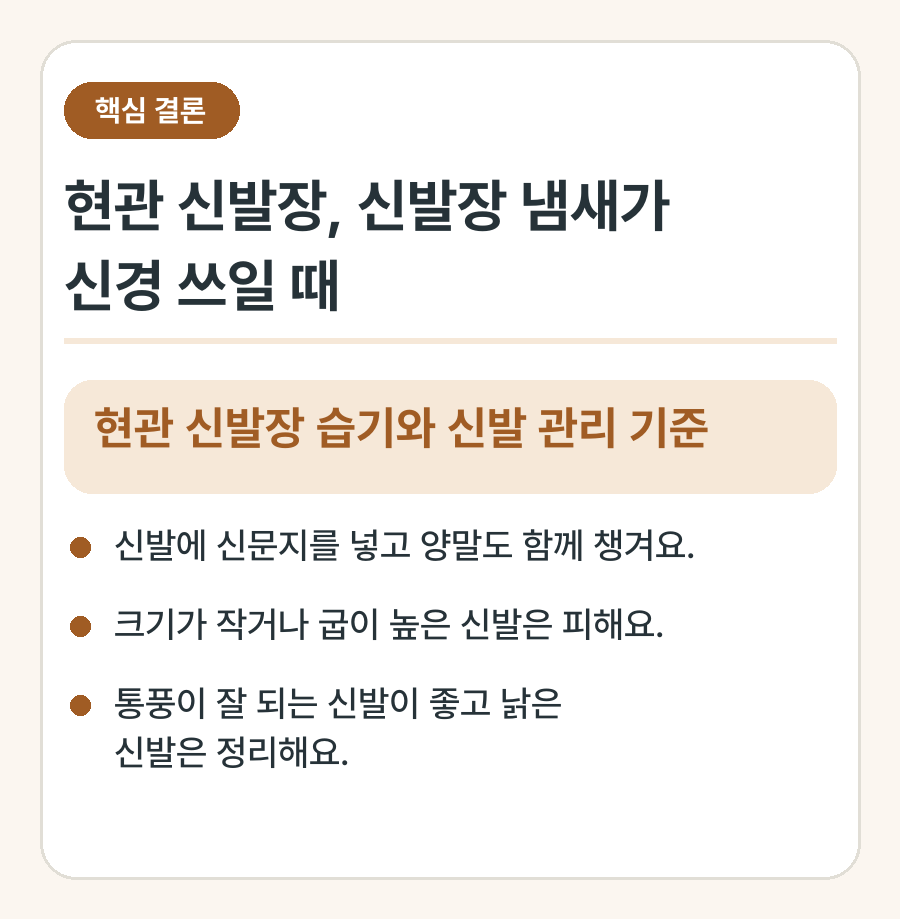 핵심 결론
현관 신발장, 신발장 냄새가
신경 쓰일 때
현관 신발장 습기와 신발 관리 기준
신발에 신문지를 넣고 양말도 함께 챙겨요.
크기가 작거나 굽이 높은 신발은 피해요.
통풍이 잘 되는 신발이 좋고 낡은
신발은 정리해요.